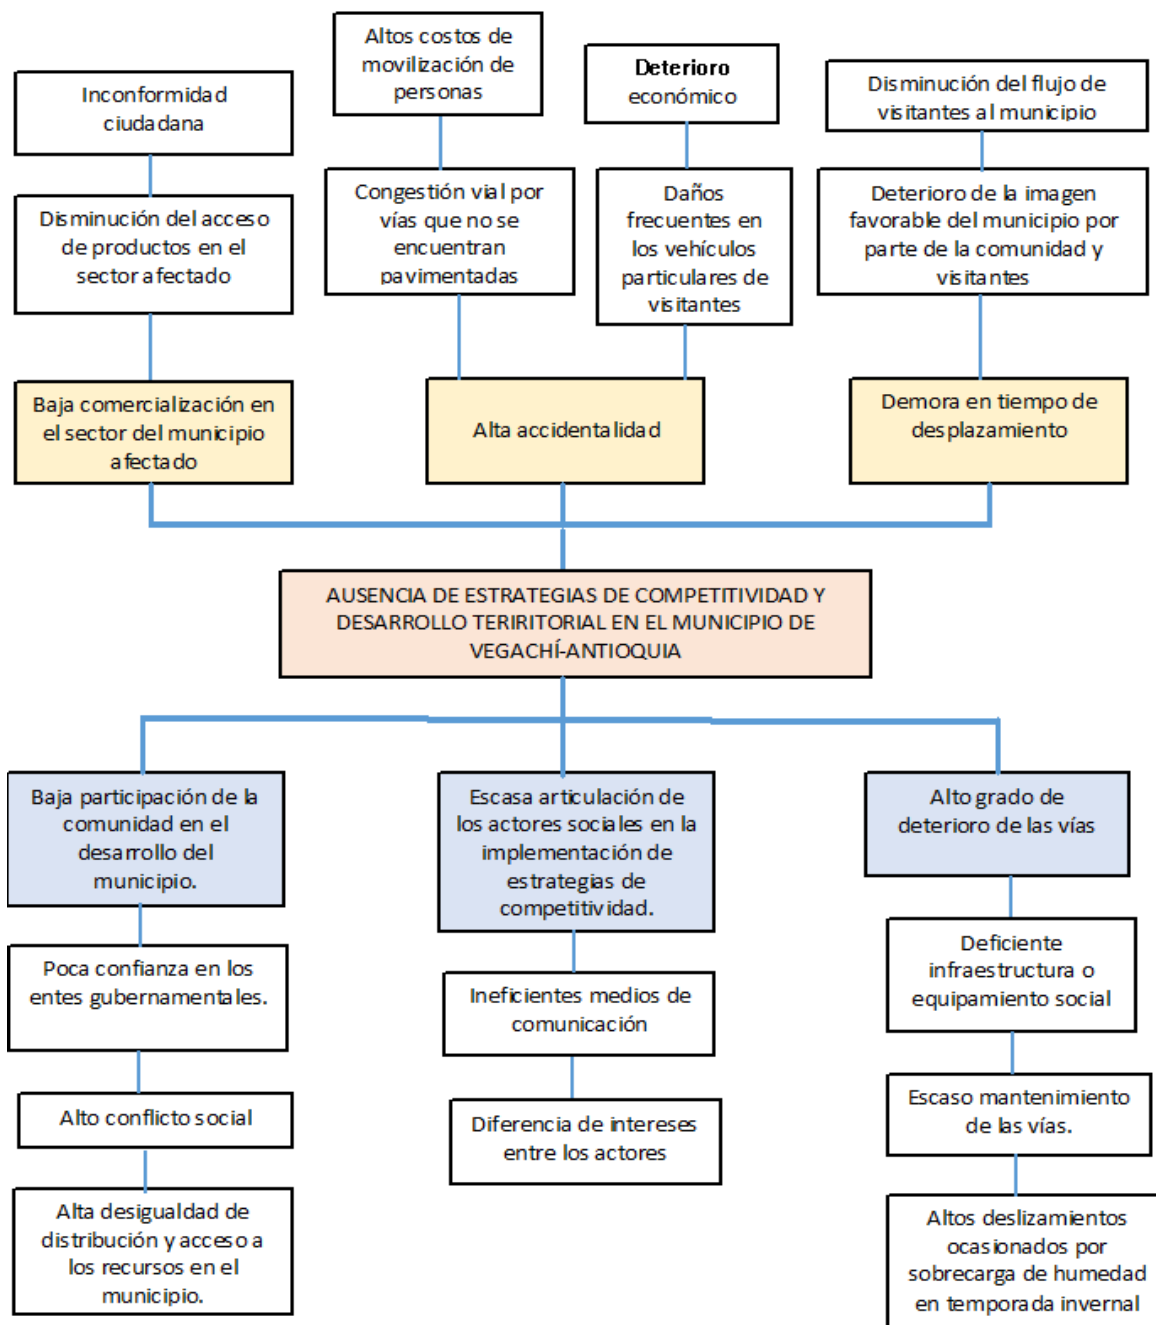 Inconformidad
ciudadana
Altos costos de
movilización de
personas
Deterioro
económico
Disminución del flujo de
visitantes al municipio
Disminución del acceso
de productos en el
sector afectado
Congestión vial por
vías que no se
encuentran
pavimentadas
Daños
frecuentes en
los vehículos
particulares de
visitantes
Deterioro de la imagen
favorable del municipio por
parte de la comunidad y
visitantes
Baja comercialización en
el sector del municipio
afectado
Alta accidentalidad
Demora en tiempo de
desplazamiento
AUSENCIA DE ESTRATEGIAS DE COMPETITIVIDAD Y
DESARROLLO TERIRITORIAL EN EL MUNICIPIO DE
VEGACHÍ-ANTIOQUIA
Baja participación de la
comunidad en el
desarrollo del
municipio.
Escasa articulación de
los actores sociales en la
implementación de
estrategias de
competitividad.
Alto grado de
deterioro de las vías
Poca confianza en los
entes gubernamentales.
Ineficientes medios de
comunicación
Deficiente
infraestructura o
equipamiento social
Alto conflicto social
Diferencia de intereses
entre los actores
Escaso mantenimiento
de las vías.
Alta desigualdad de
distribución y acceso a
los recursos en el
municipio.
Altos deslizamientos
ocasionados por
sobrecarga de humedad
en temporada invernal